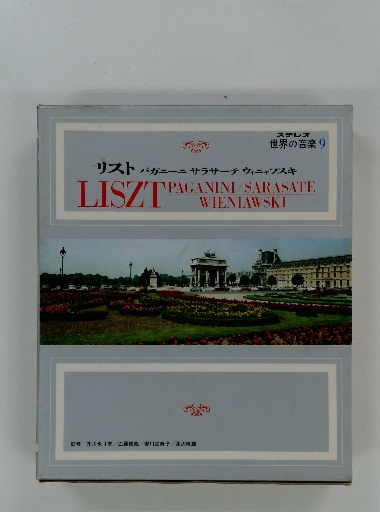 ステレオ
世界の音楽 9
リスト パガニーニ サラサーテ ウィニャフスキ
LISZT PAGANINI/SARASATE
WIENIAWSKI